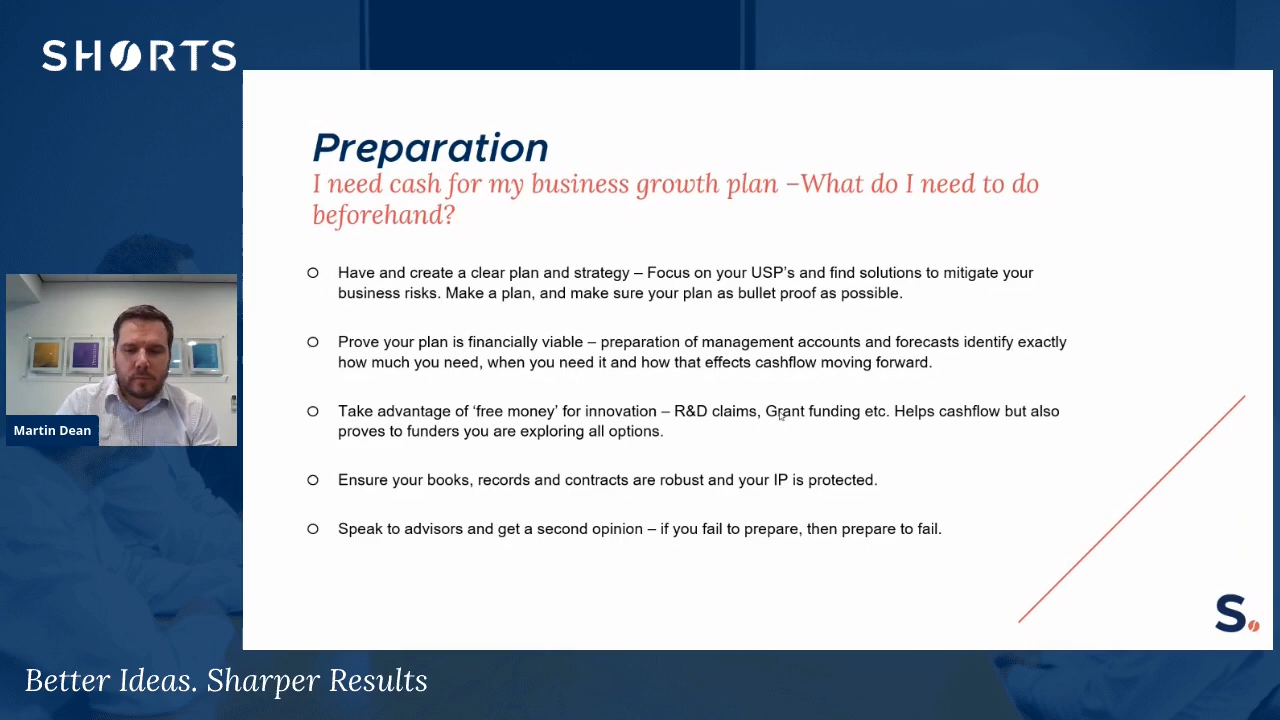 SHORTS
Preparation
I need cash for my business growth plan –What do I need to do
beforehand?
Have and create a clear plan and strategy – Focus on your USP's and find solutions to mitigate your
business risks. Make a plan, and make sure your plan as bullet proof as possible.
Prove your plan is financially viable – preparation of management accounts and forecasts identify exactly
how much you need, when you need it and how that effects cashflow moving forward.
Take advantage of 'free money' for innovation – R&D claims, Grant funding etc. Helps cashflow but also
proves to funders you are exploring all options.
Ensure your books, records and contracts are robust and your IP is protected.
Speak to advisors and get a second opinion – if you fail to prepare, then prepare to fail.
Martin Dean
S.
Better Ideas. Sharper Results